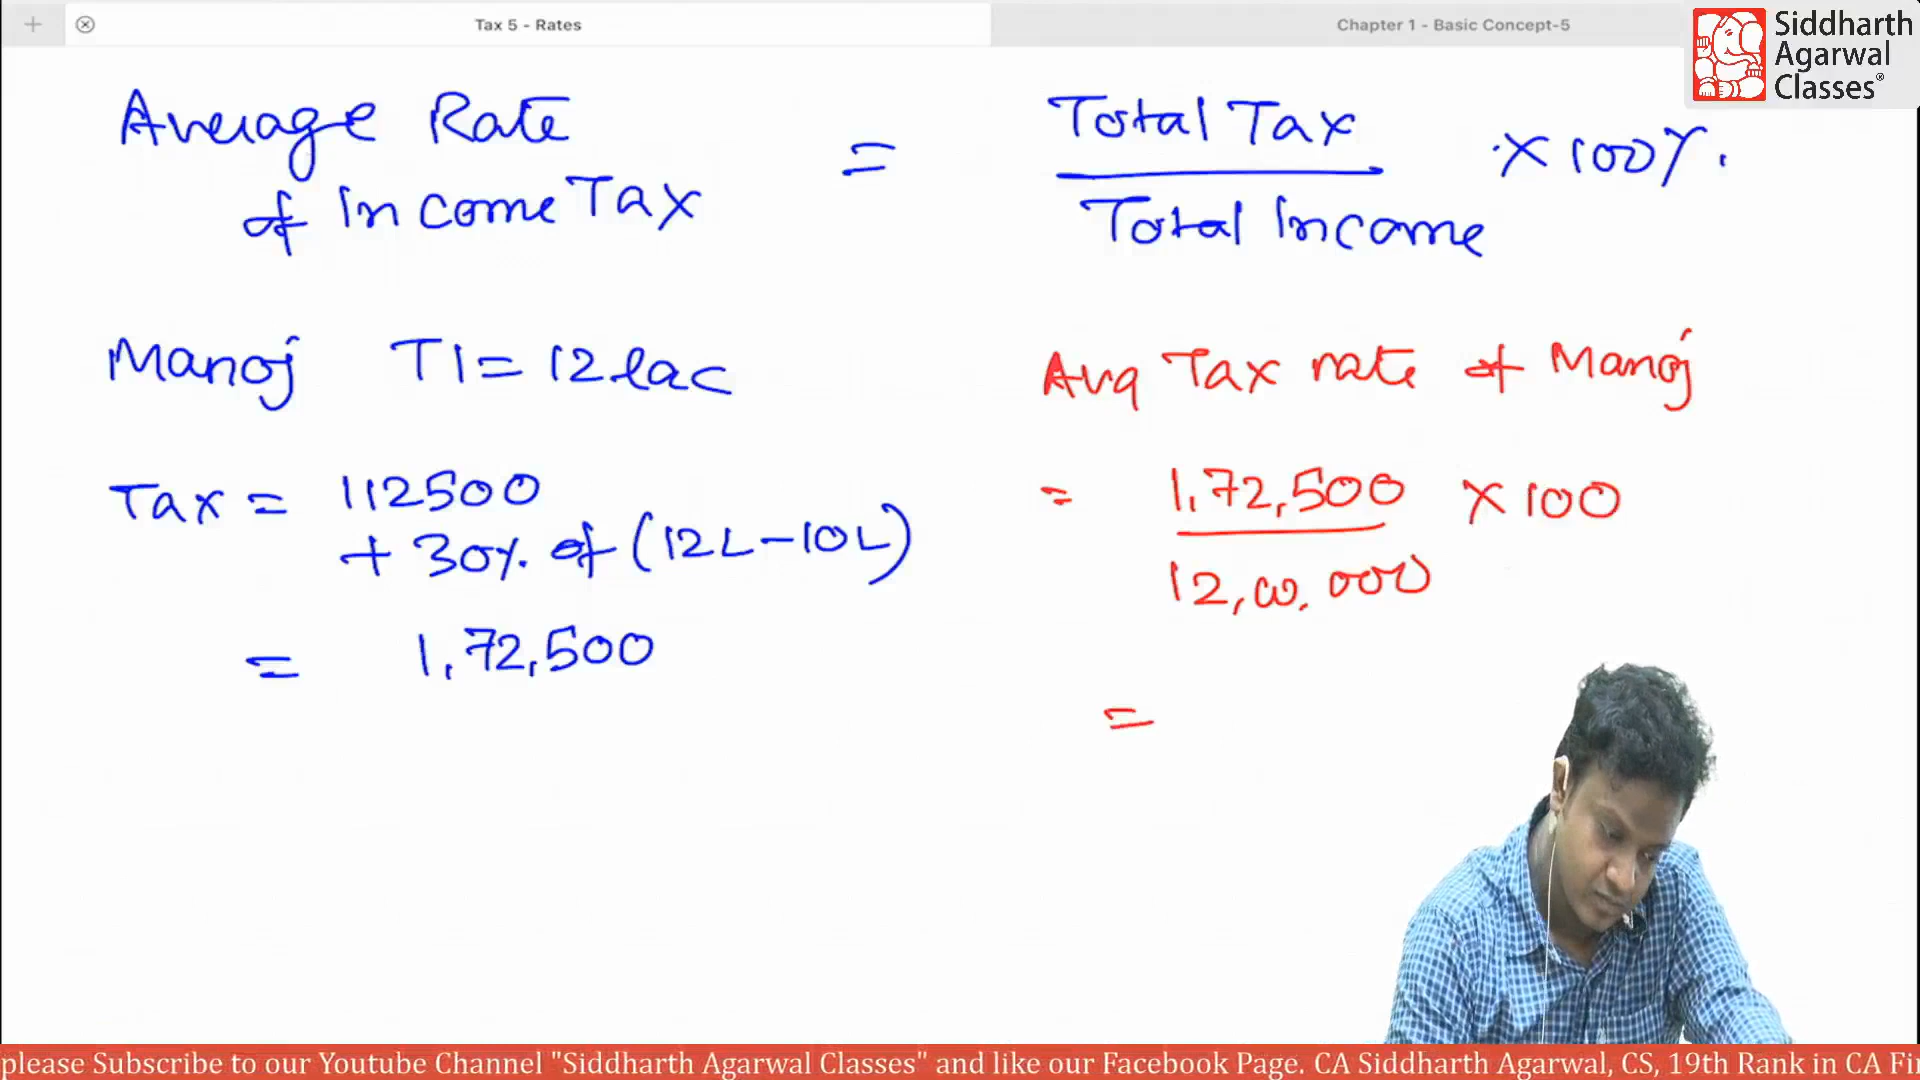 Tax 5 - Rates
Chapter 1 - Basic Concept-5
Siddharth
Agarwal
Classes®
Average Rate
of Income Tax
= Total Tax
Total Income
× 100%.
Manoj TI = 12 lac
Tax = 112500
+ 30% of (12L - 10L)
= 1,72,500
Avg Tax rate of Manoj
= 1,72,500 × 100
12,00,000
=
please Subscribe to our Youtube Channel "Siddharth Agarwal Classes" and like our Facebook Page. CA Siddharth Agarwal, CS, 19th Rank in CA Fi